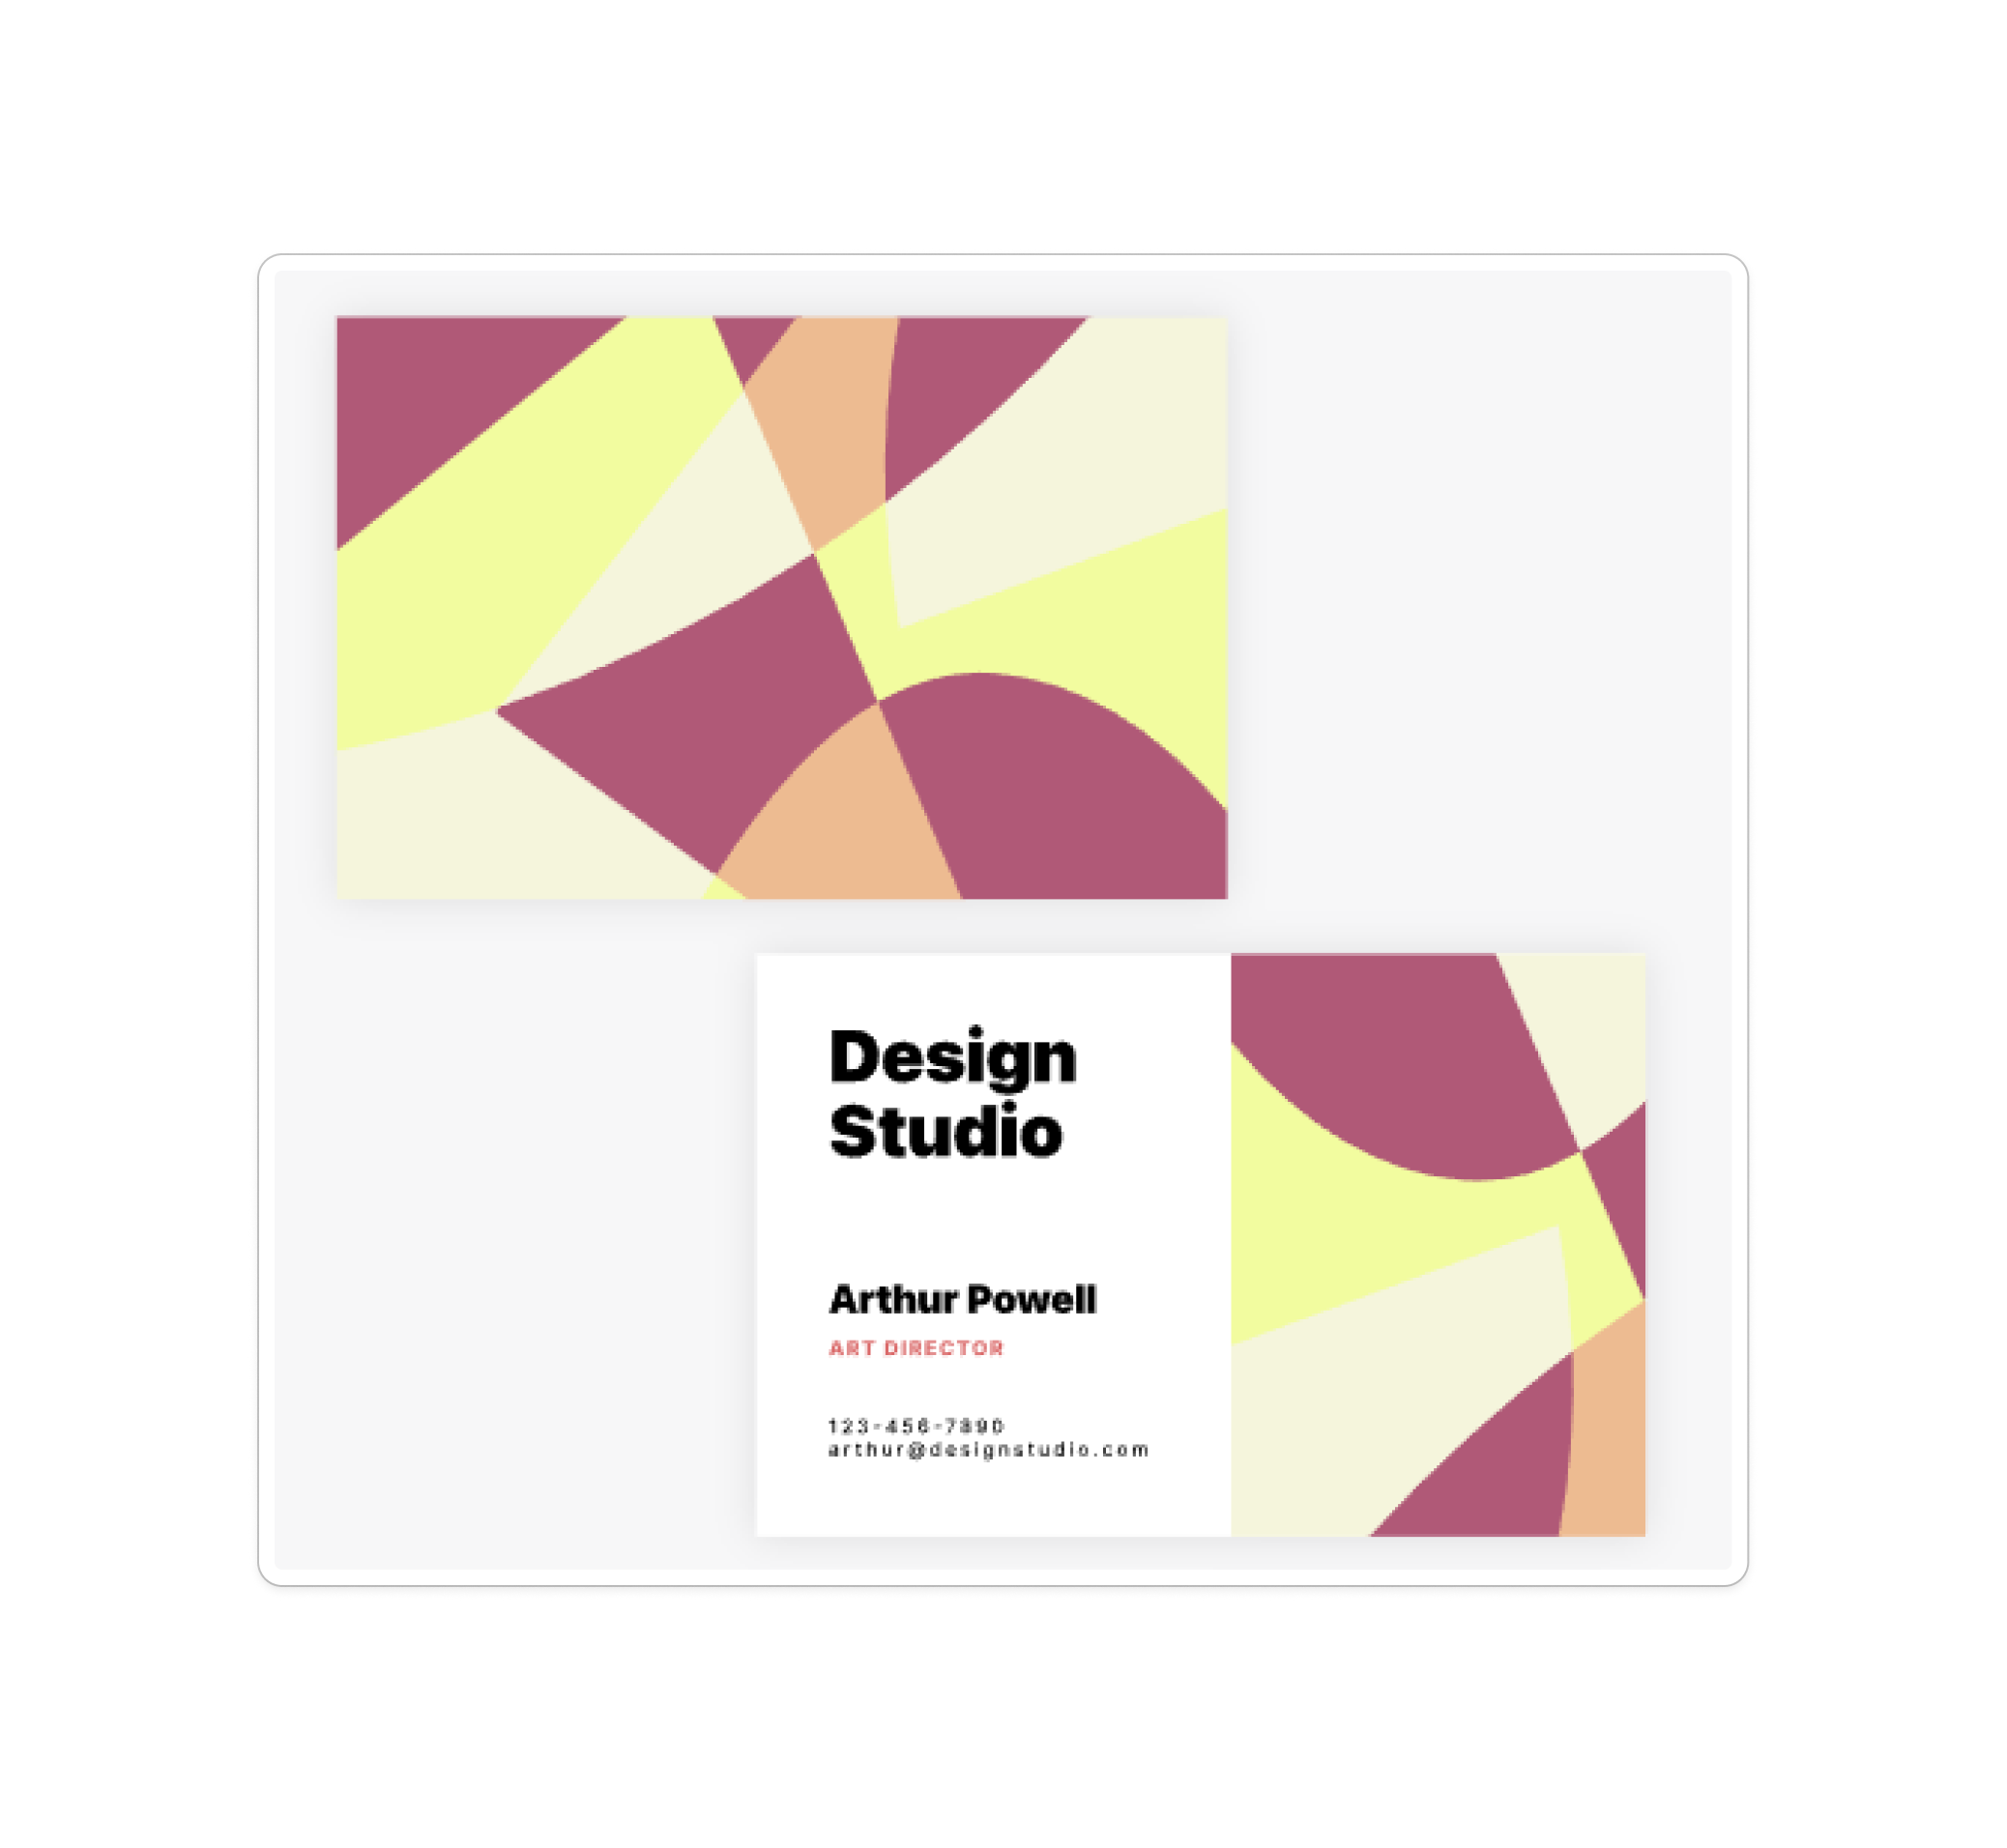 Design
Studio
Arthur Powell
ART DIRECTOR
123-456-7890
arthur@designstudio.com